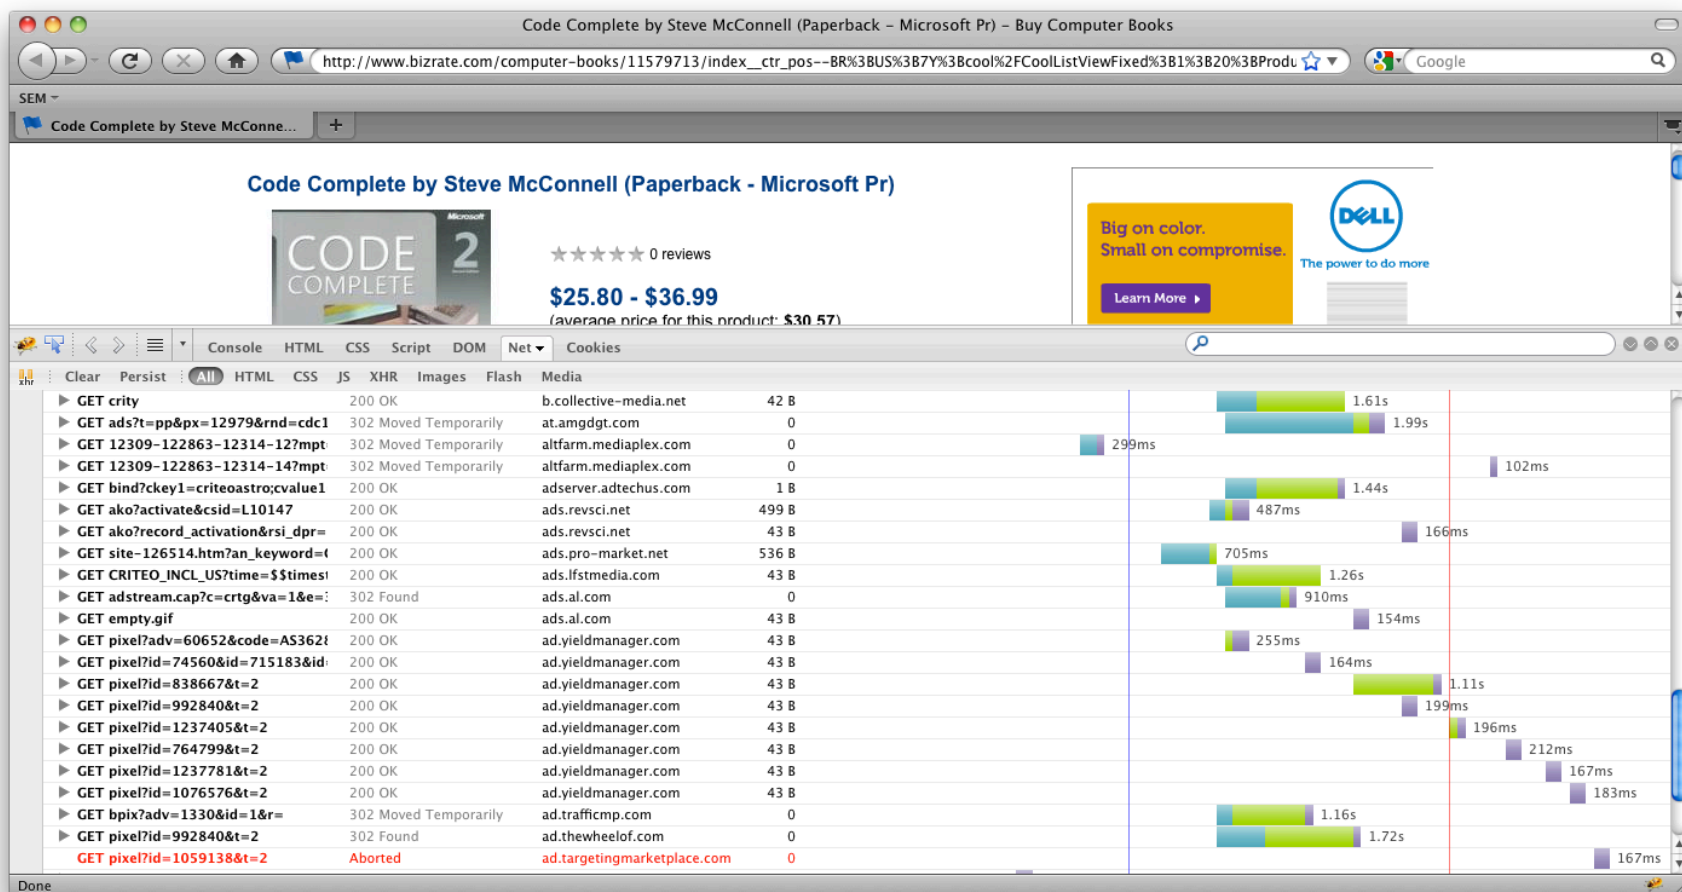 Code Complete by Steve McConnell (Paperback - Microsoft Pr) - Buy Computer Books
http://www.bizrate.com/computer-books/11579713/index__ctr_pos--BR%3BUS%3B7Y%3Bcool%2FCoolListViewFixed%3B1%3B20%3BProdu
Google
SEM
Code Complete by Steve McConne...
+
Code Complete by Steve McConnell (Paperback - Microsoft Pr)
Microsoft
CODE 2
COMPLETE
0 reviews
$25.80 - $36.99
(average price for this product: $30.57)
Big on color.
Small on compromise.
Learn More
DELL
The power to do more
Console HTML CSS Script DOM Net Cookies
xhr Clear Persist All HTML CSS JS XHR Images Flash Media
GET crity 200 OK b.collective-media.net 42 B 1.61s
GET ads?t=pp&px=12979&rnd=cdc1 302 Moved Temporarily at.amgdgt.com 0 1.99s
GET 12309-122863-12314-12?mpt 302 Moved Temporarily altfarm.mediaplex.com 0 299ms
GET 12309-122863-12314-14?mpt 302 Moved Temporarily altfarm.mediaplex.com 0 102ms
GET bind?ckey1=criteoastro;cvalue1 200 OK adserver.adtechus.com 1 B 1.44s
GET ako?activate&csid=L10147 200 OK ads.revsci.net 499 B 487ms
GET ako?record_activation&rsi_dpr= 200 OK ads.revsci.net 43 B 166ms
GET site-126514.htm?an_keyword= 200 OK ads.pro-market.net 536 B 705ms
GET CRITEO_INCL_US?time=$$timest 200 OK ads.lfstmedia.com 43 B 1.26s
GET adstream.cap?c=crtg&va=1&e= 302 Found ads.al.com 0 910ms
GET empty.gif 200 OK ads.al.com 43 B 154ms
GET pixel?adv=60652&code=AS3628 200 OK ad.yieldmanager.com 43 B 255ms
GET pixel?id=74560&id=715183&id 200 OK ad.yieldmanager.com 43 B 164ms
GET pixel?id=838667&t=2 200 OK ad.yieldmanager.com 43 B 1.11s
GET pixel?id=992840&t=2 200 OK ad.yieldmanager.com 43 B 199ms
GET pixel?id=1237405&t=2 200 OK ad.yieldmanager.com 43 B 196ms
GET pixel?id=764799&t=2 200 OK ad.yieldmanager.com 43 B 212ms
GET pixel?id=1237781&t=2 200 OK ad.yieldmanager.com 43 B 167ms
GET pixel?id=1076576&t=2 200 OK ad.yieldmanager.com 43 B 183ms
GET bpix?adv=1330&id=1&r= 302 Moved Temporarily ad.trafficmp.com 0 1.16s
GET pixel?id=992840&t=2 302 Found ad.thewheelof.com 0 1.72s
GET pixel?id=1059138&t=2 Aborted ad.targetingmarketplace.com 0 167ms
Done